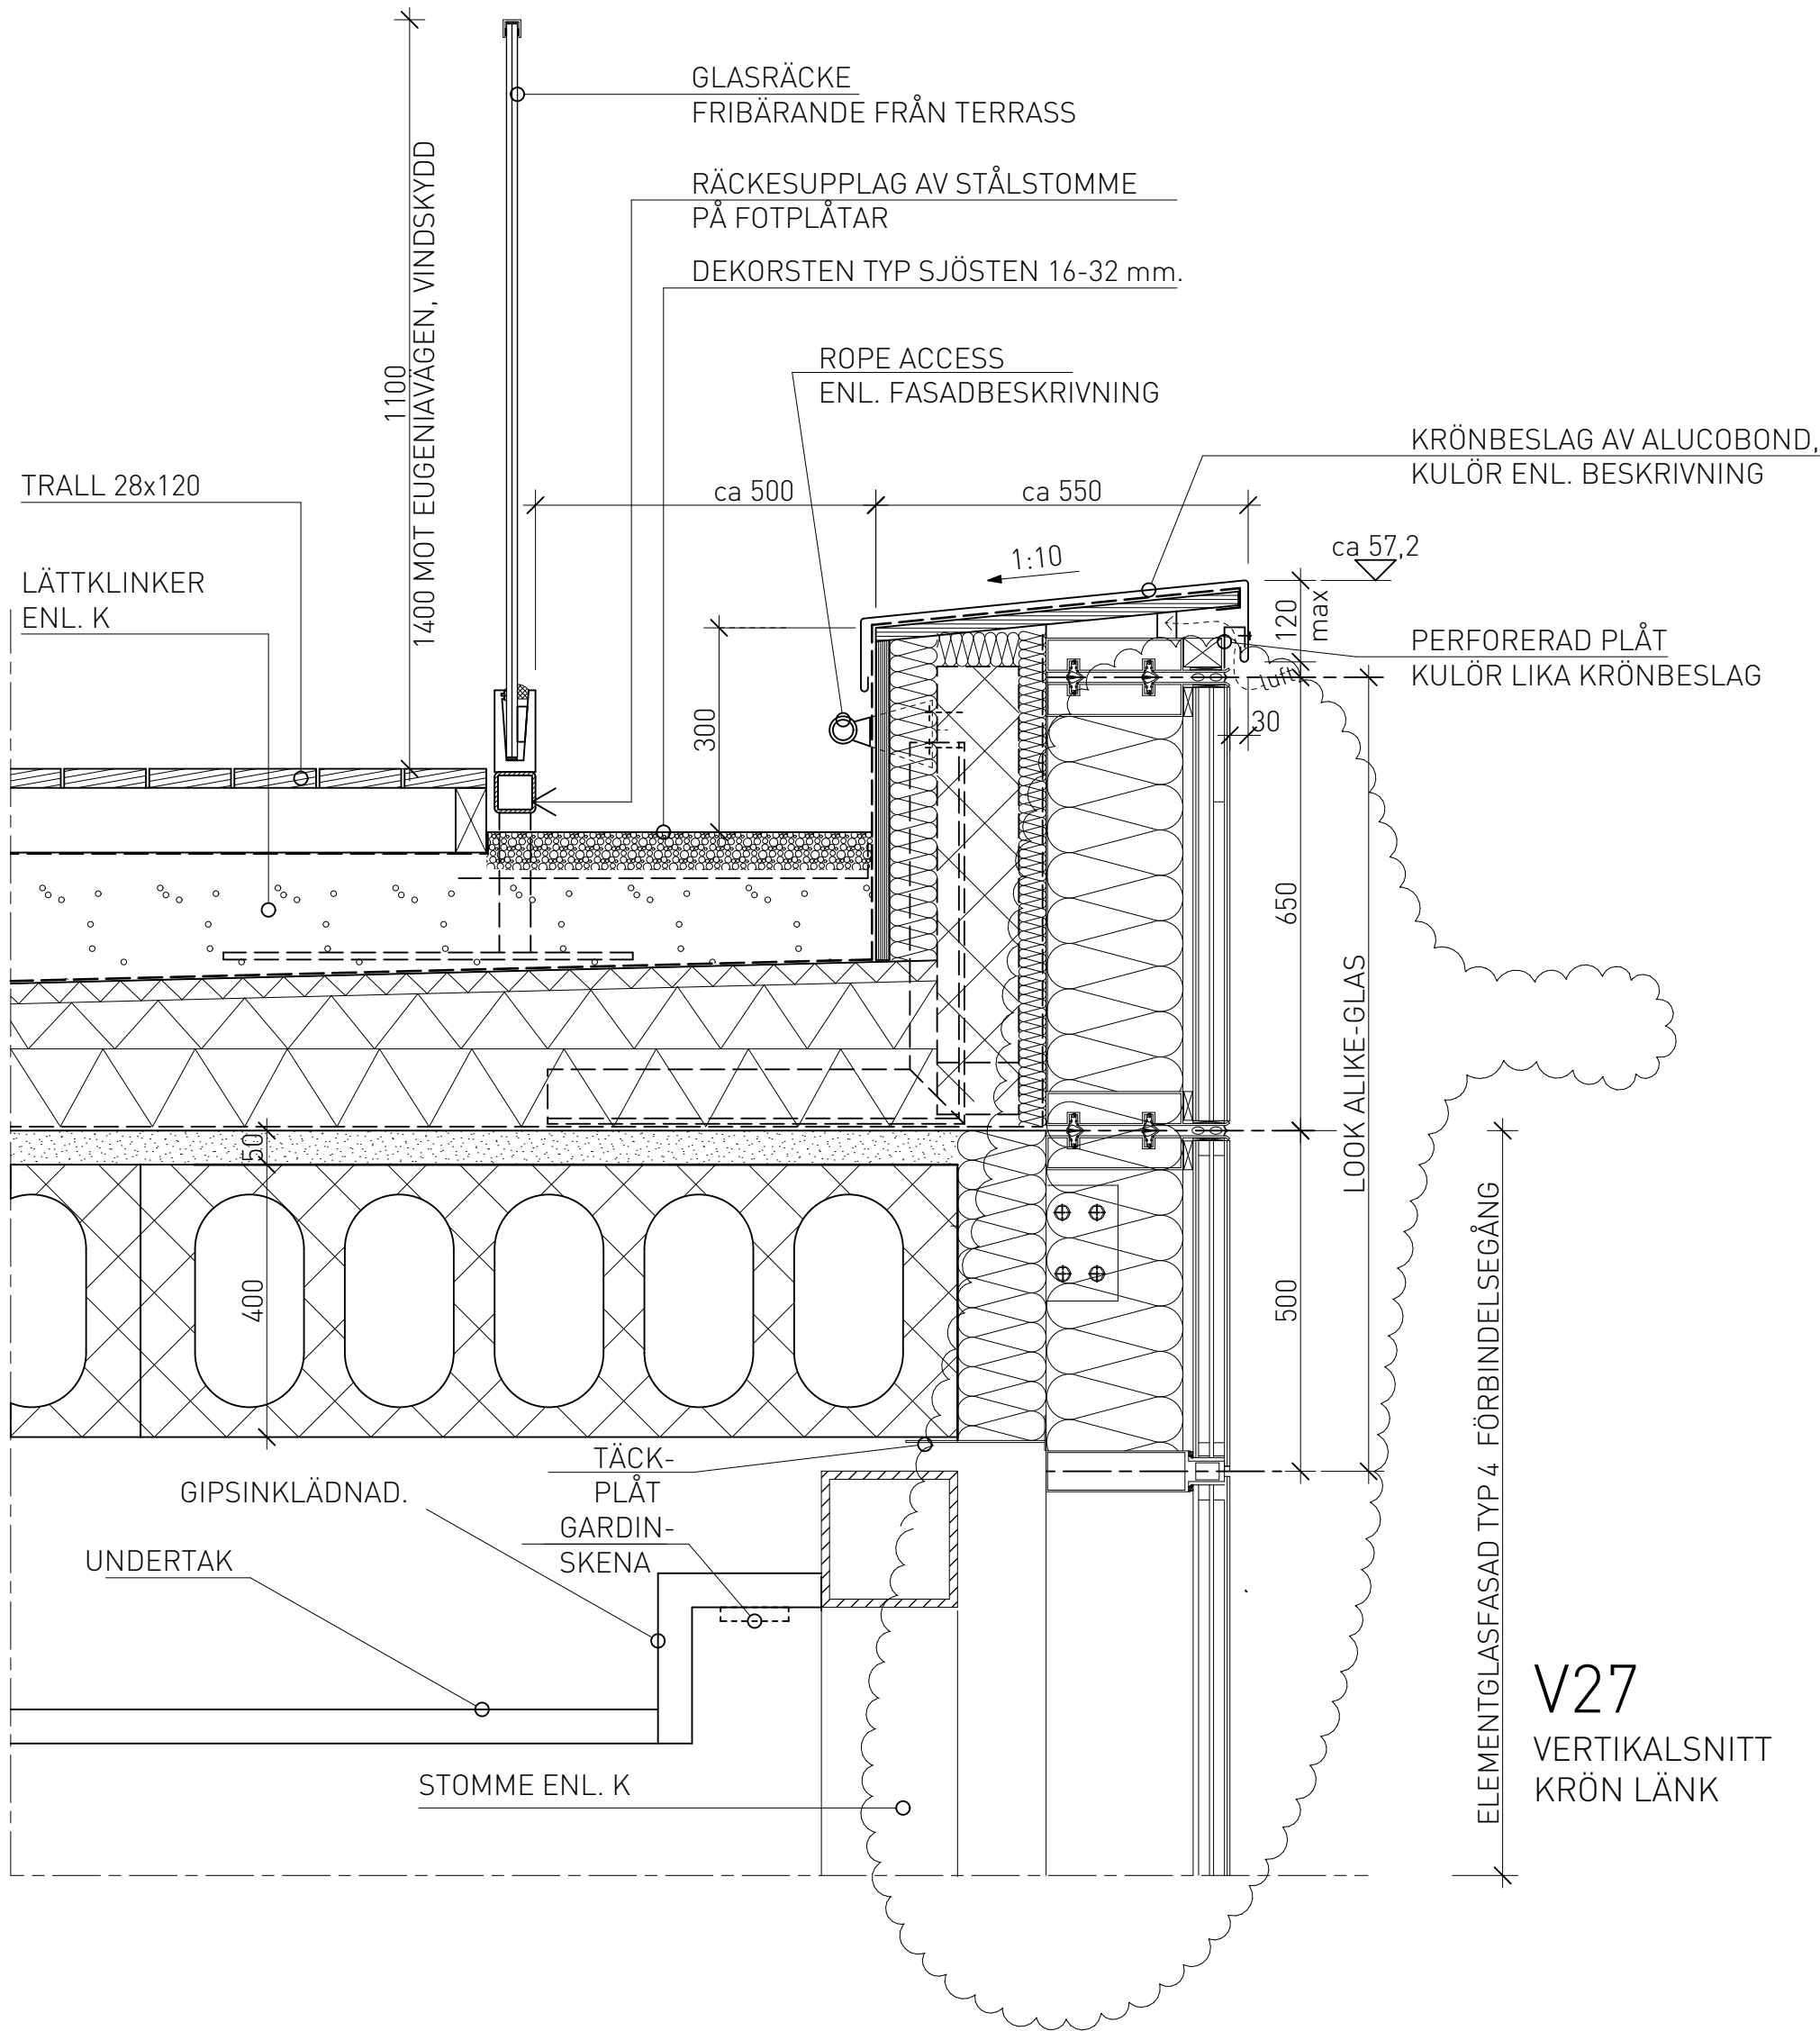 GLASRÄCKE
FRIBÄRANDE FRÅN TERRASS
RÄCKESUPPLAG AV STÅLSTOMME
PÅ FOTPLÅTAR
DEKORSTEN TYP SJÖSTEN 16-32 mm.
ROPE ACCESS
ENL. FASADBESKRIVNING
KRÖNBESLAG AV ALUCOBOND,
KULÖR ENL. BESKRIVNING
1100
1400 MOT EUGENIAVÄGEN, VINDSKYDD
TRALL 28x120
ca 500
ca 550
ca 57,2
1:10
LÄTTKLINKER
ENL. K
120
max
PERFORERAD PLÅT
KULÖR LIKA KRÖNBESLAG
luft
300
30
650
LOOK ALIKE-GLAS
50
400
500
ELEMENTGLASFASAD TYP 4 FÖRBINDELSEGÅNG
TÄCK-
PLÅT
GIPSINKLÄDNAD.
GARDIN-
SKENA
UNDERTAK
STOMME ENL. K
V27
VERTIKALSNITT
KRÖN LÄNK